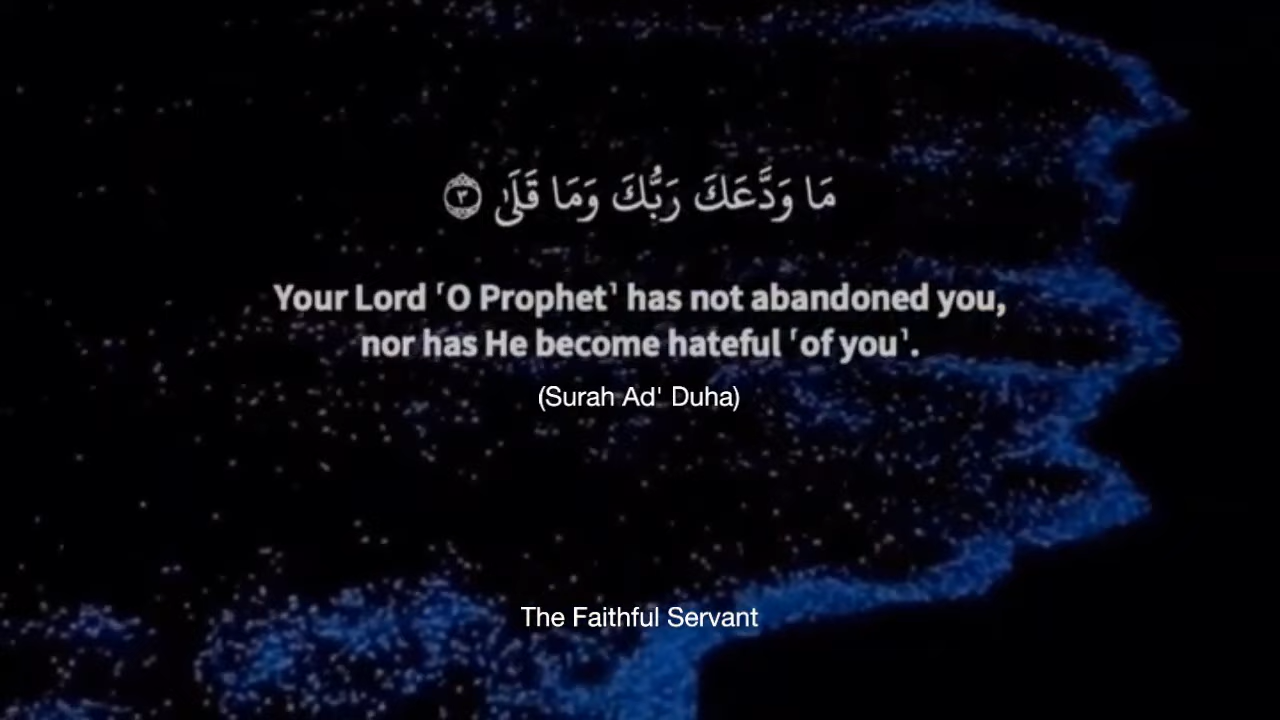 مَا وَدَّعَكَ رَبُّكَ وَمَا قَلَىٰ ٣
Your Lord ˹O Prophet˺ has not abandoned you,
nor has He become hateful ˹of you˺.
(Surah Ad' Duha)
The Faithful Servant